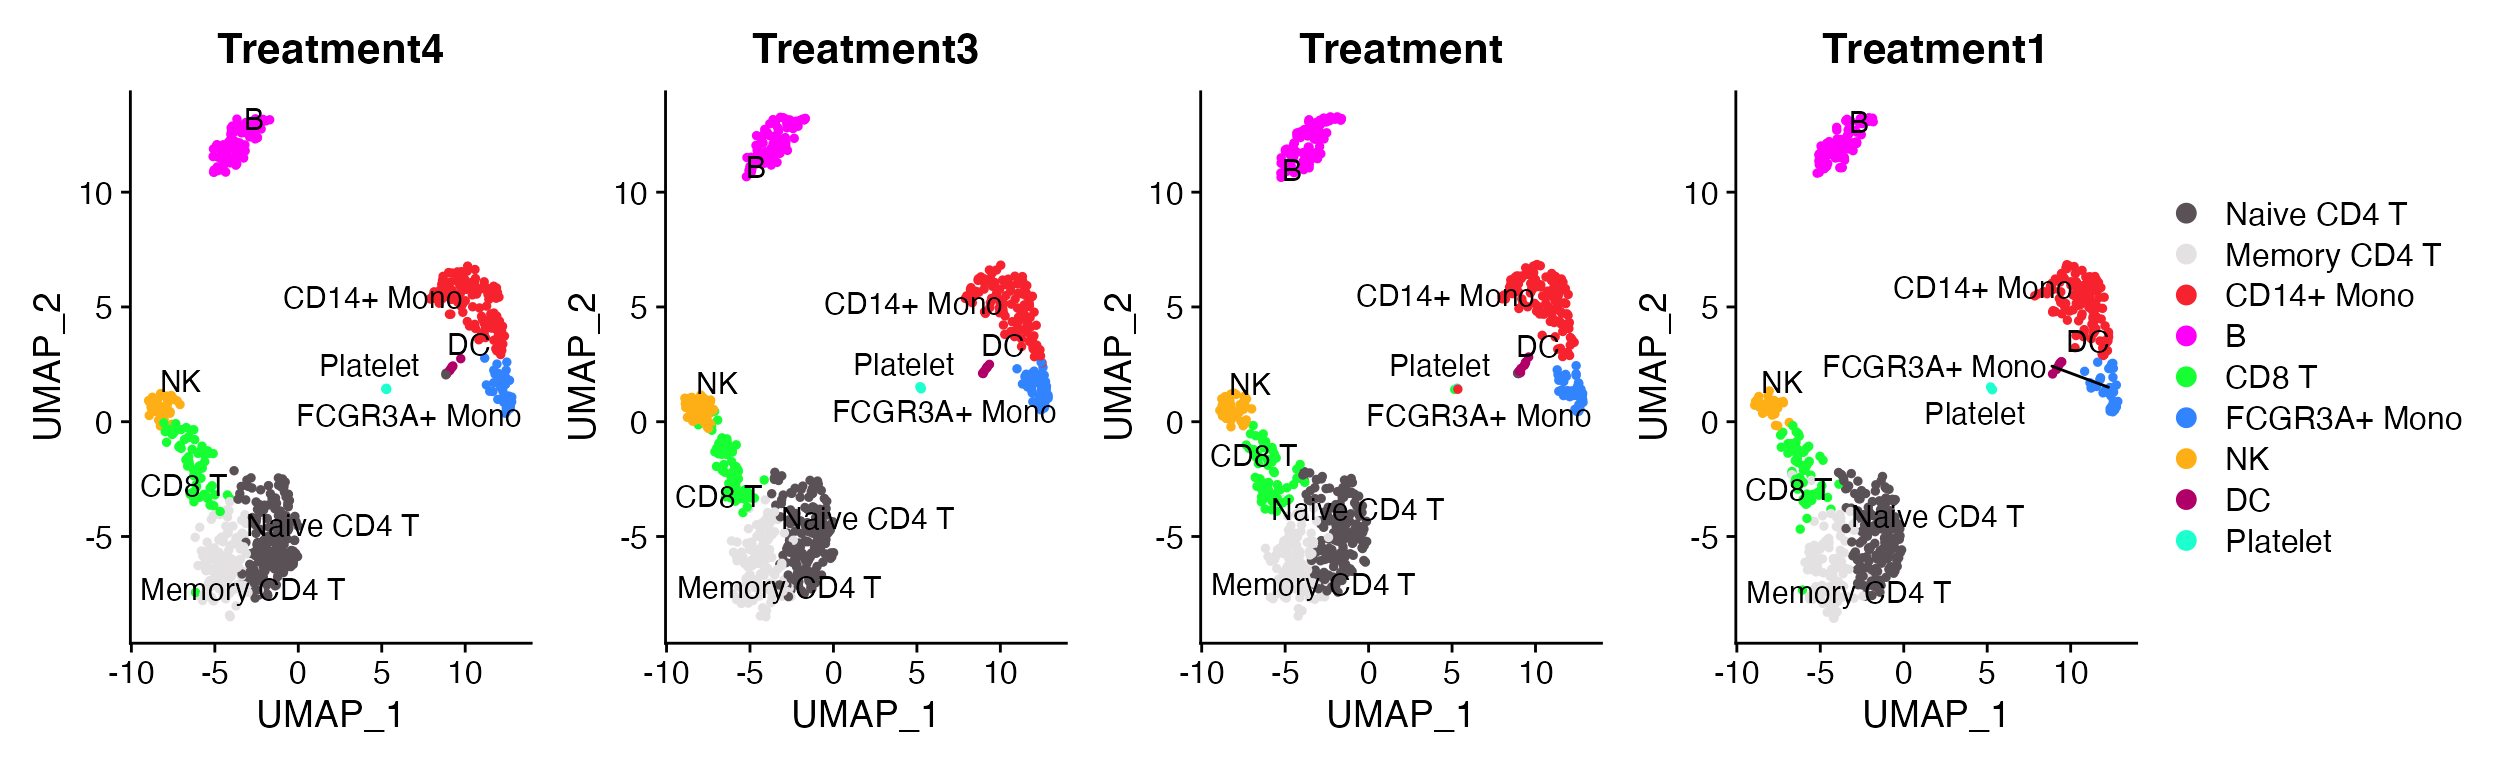 Treatment4
UMAP_2
10
5
0
-5
-10
-5
0
5
10
UMAP_1
B
CD14+ Mono
DC
Platelet
NK
FCGR3A+ Mono
CD8 T
Naive CD4 T
Memory CD4 T
Treatment3
UMAP_2
10
5
0
-5
-10
-5
0
5
10
UMAP_1
B
CD14+ Mono
DC
Platelet
NK
FCGR3A+ Mono
CD8 T
Naive CD4 T
Memory CD4 T
Treatment
UMAP_2
10
5
0
-5
-10
-5
0
5
10
UMAP_1
B
CD14+ Mono
DC
Platelet
NK
FCGR3A+ Mono
CD8 T
Naive CD4 T
Memory CD4 T
Treatment1
UMAP_2
10
5
0
-5
-10
-5
0
5
10
UMAP_1
B
CD14+ Mono
DC
FCGR3A+ Mono
NK
Platelet
CD8 T
Naive CD4 T
Memory CD4 T
Naive CD4 T
Memory CD4 T
CD14+ Mono
B
CD8 T
FCGR3A+ Mono
NK
DC
Platelet